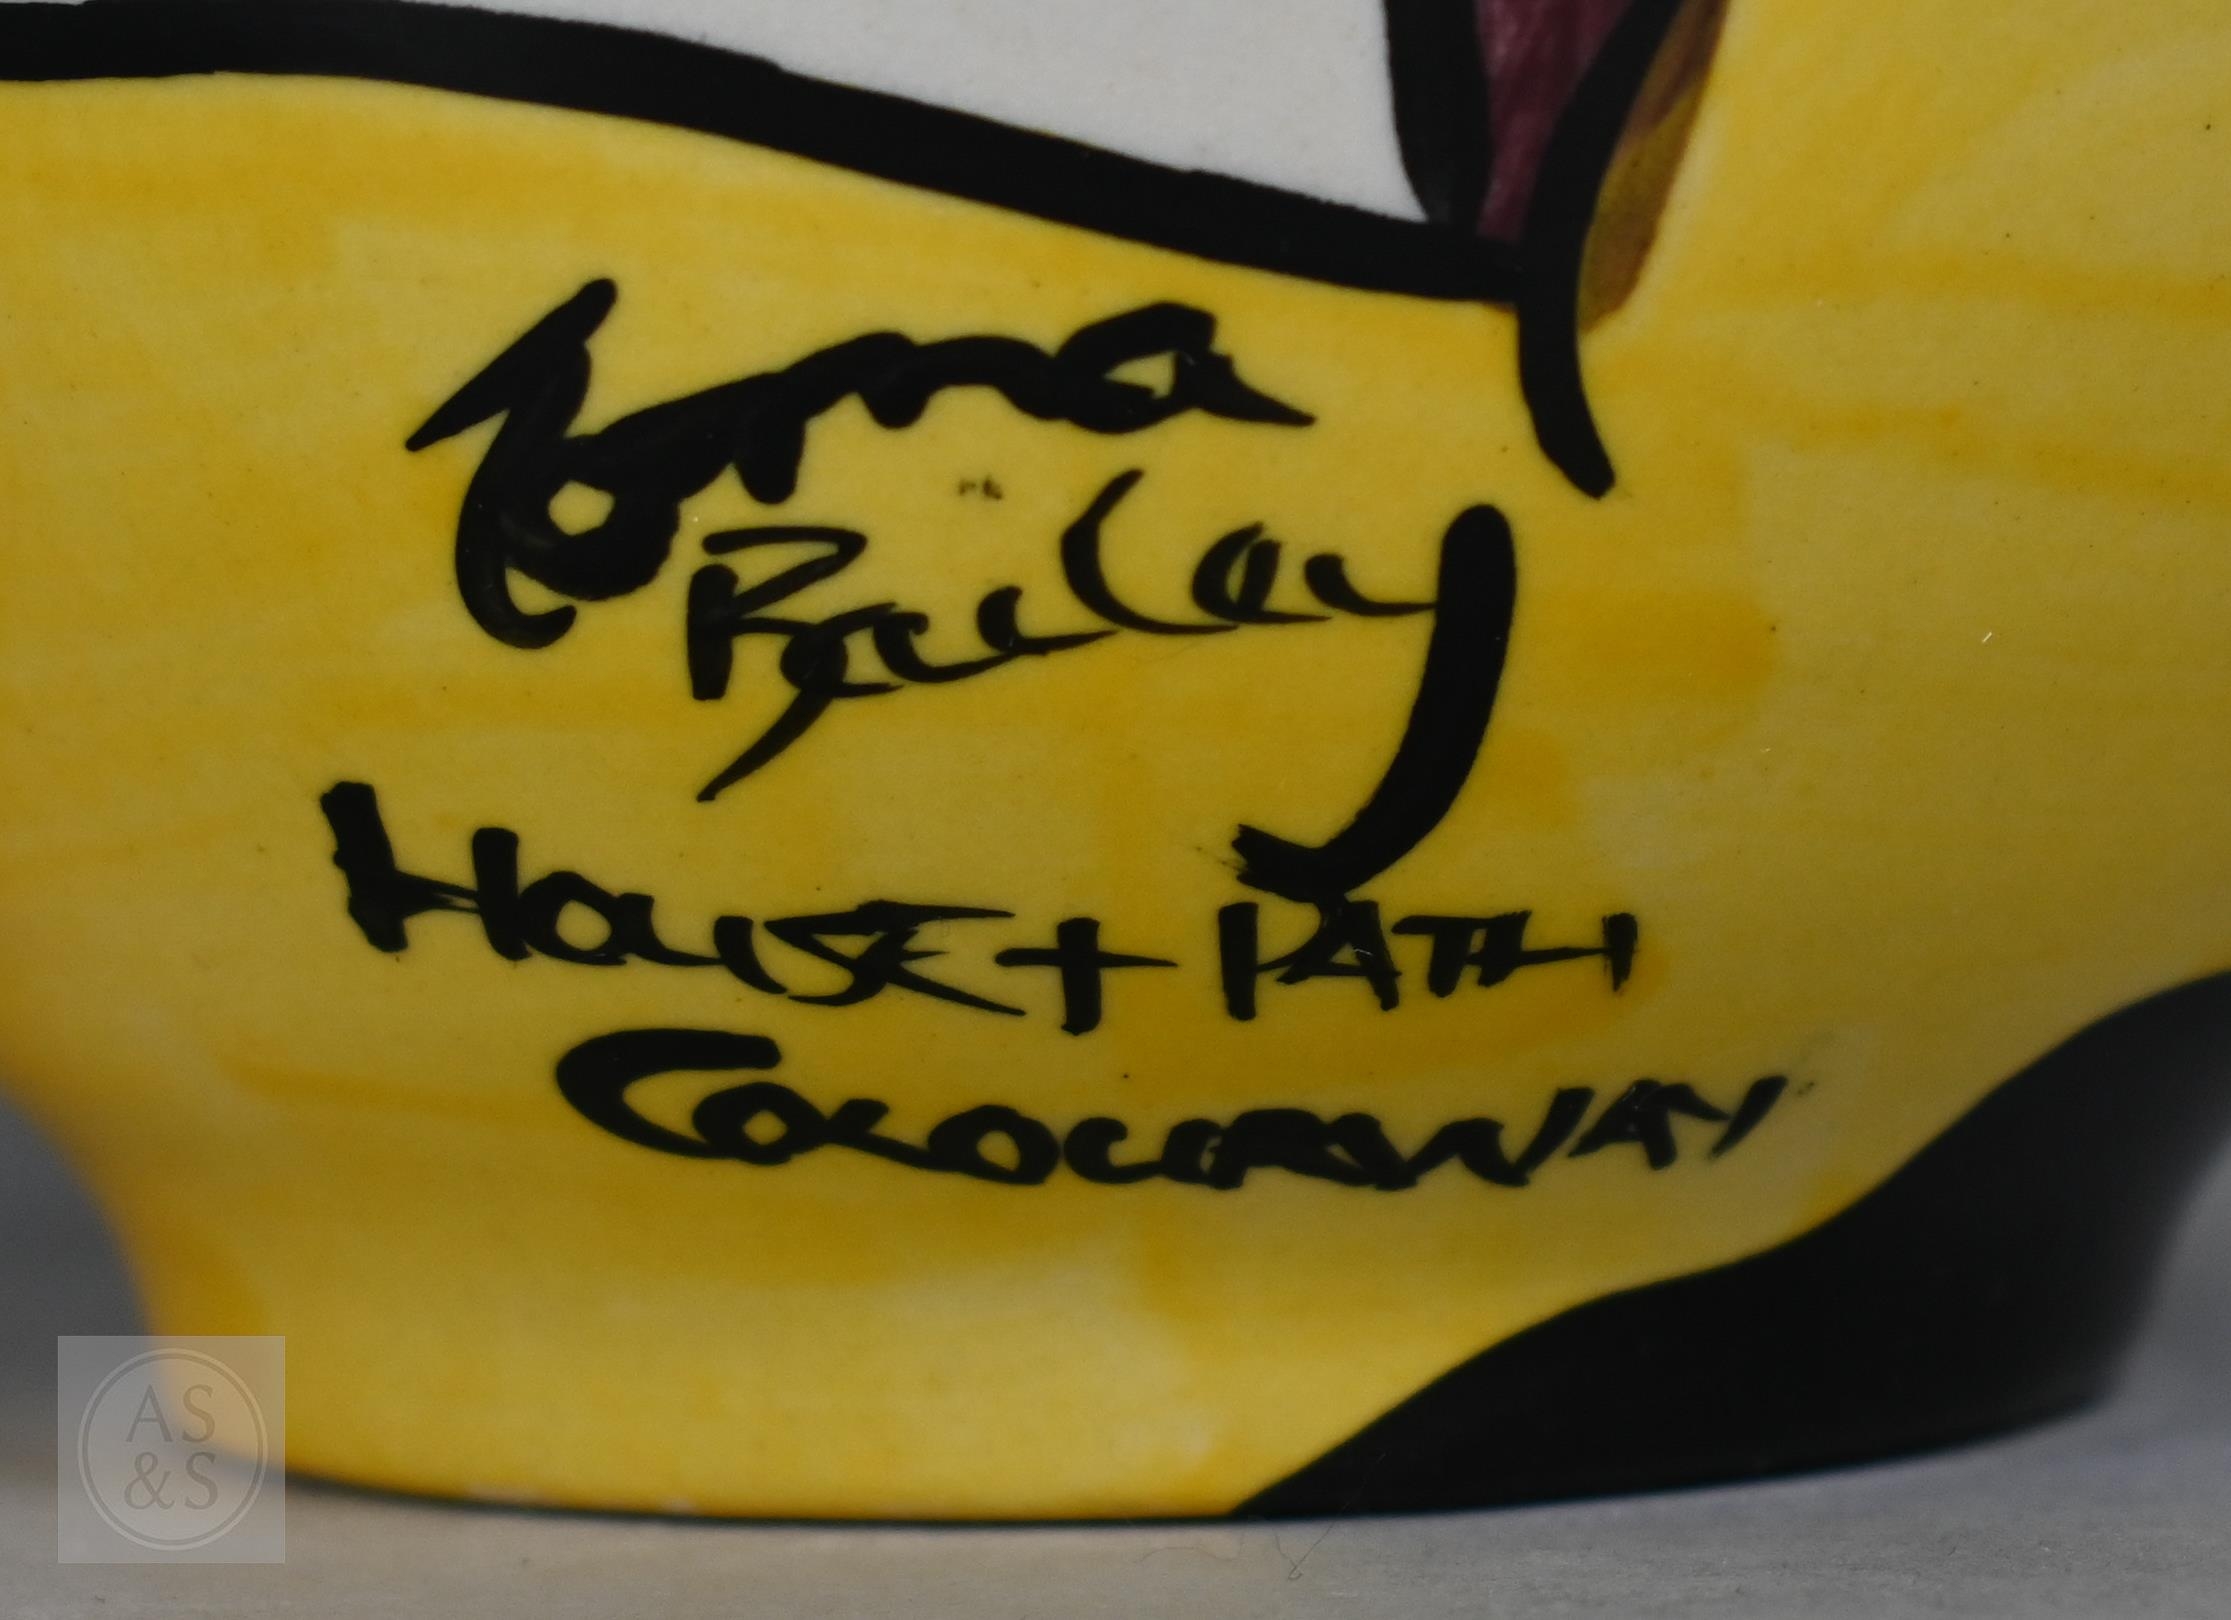 Lorna
Bailey
HOUSE + PATH
COLOURWAY
AS
&S